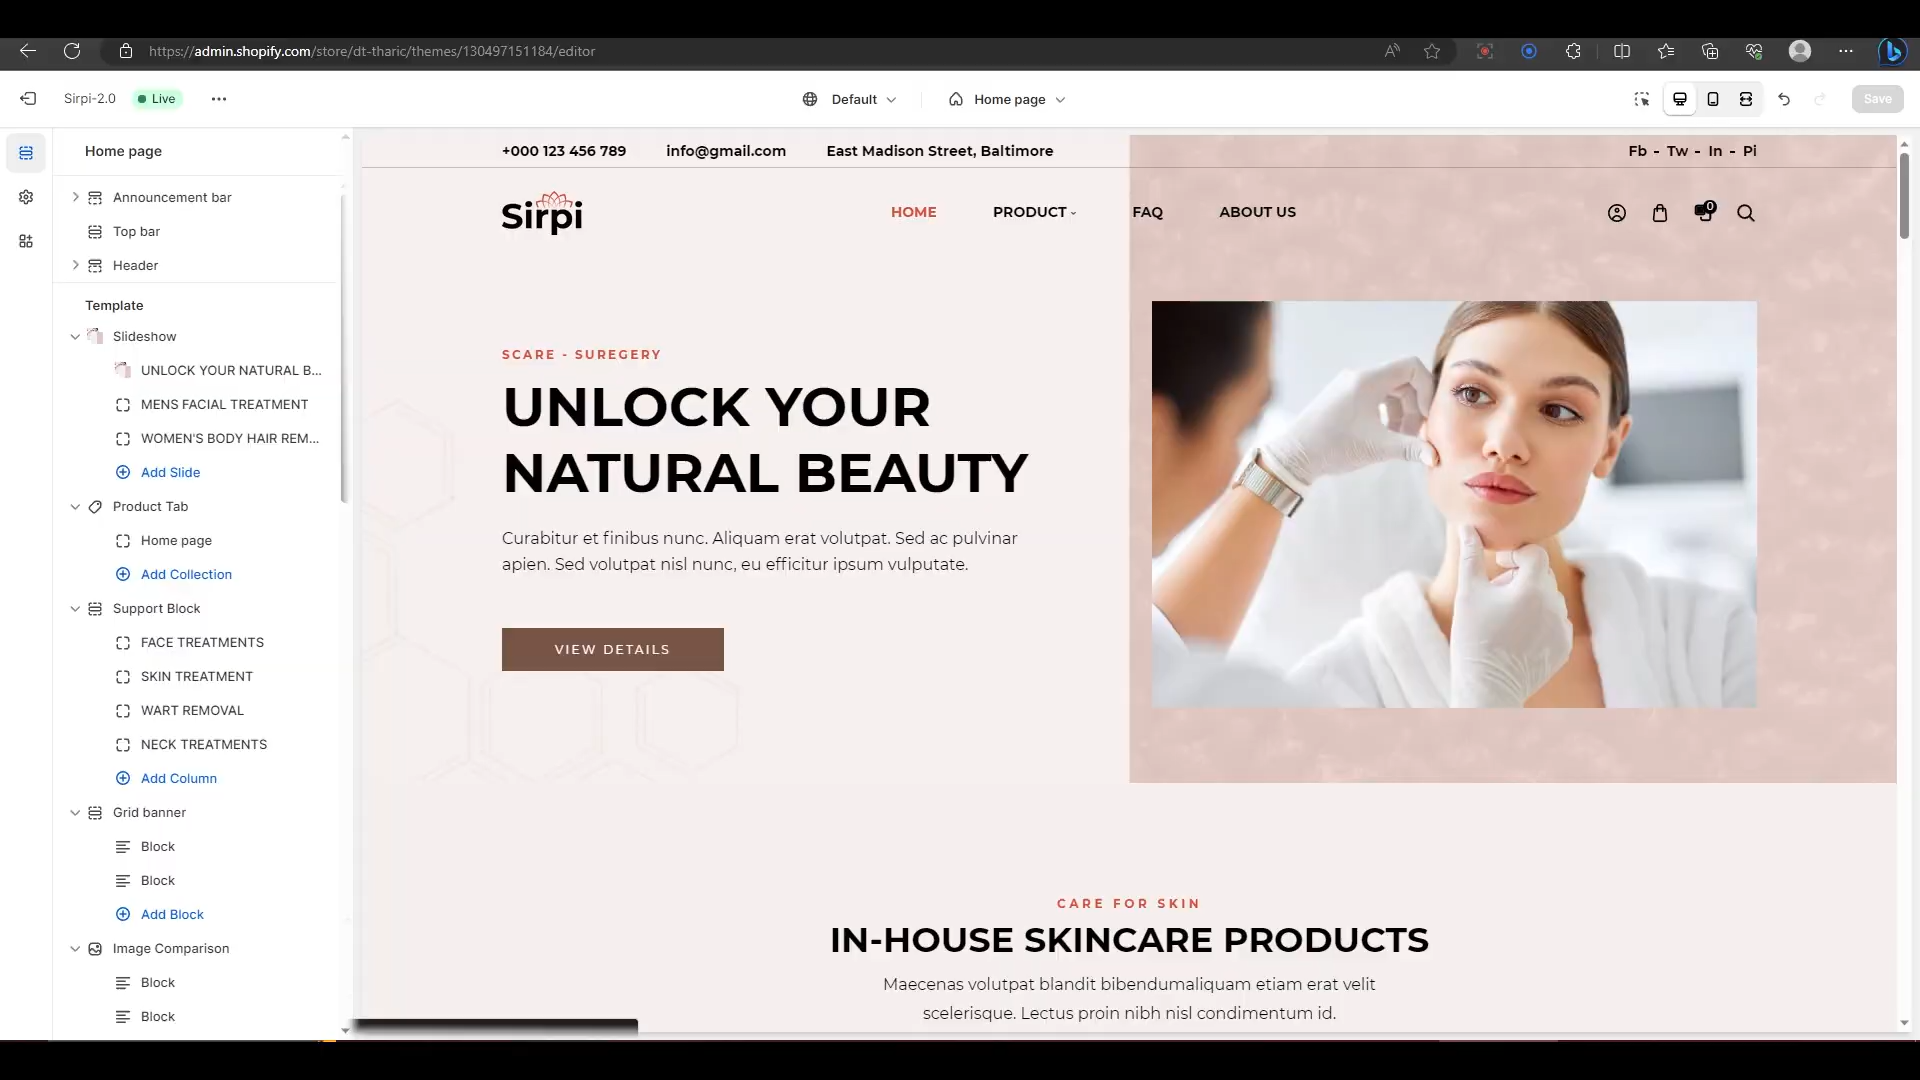 https://admin.shopify.com/store/dt-tharic/themes/130497151184/editor
Sirpi-2.0
Live
Default
Home page
Save
Home page
Announcement bar
Top bar
Header
Template
Slideshow
UNLOCK YOUR NATURAL B...
MENS FACIAL TREATMENT
WOMEN'S BODY HAIR REM...
Add Slide
Product Tab
Home page
Add Collection
Support Block
FACE TREATMENTS
SKIN TREATMENT
WART REMOVAL
NECK TREATMENTS
Add Column
Grid banner
Block
Block
Add Block
Image Comparison
Block
Block
+000 123 456 789 info@gmail.com East Madison Street, Baltimore Fb - Tw - In - Pi
Sirpi
HOME PRODUCT FAQ ABOUT US
0
SCARE - SUREGERY
UNLOCK YOUR
NATURAL BEAUTY
Curabitur et finibus nunc. Aliquam erat volutpat. Sed ac pulvinar
apien. Sed volutpat nisl nunc, eu efficitur ipsum vulputate.
VIEW DETAILS
CARE FOR SKIN
IN-HOUSE SKINCARE PRODUCTS
Maecenas volutpat blandit bibendumaliquam etiam erat velit
scelerisque. Lectus proin nibh nisl condimentum id.